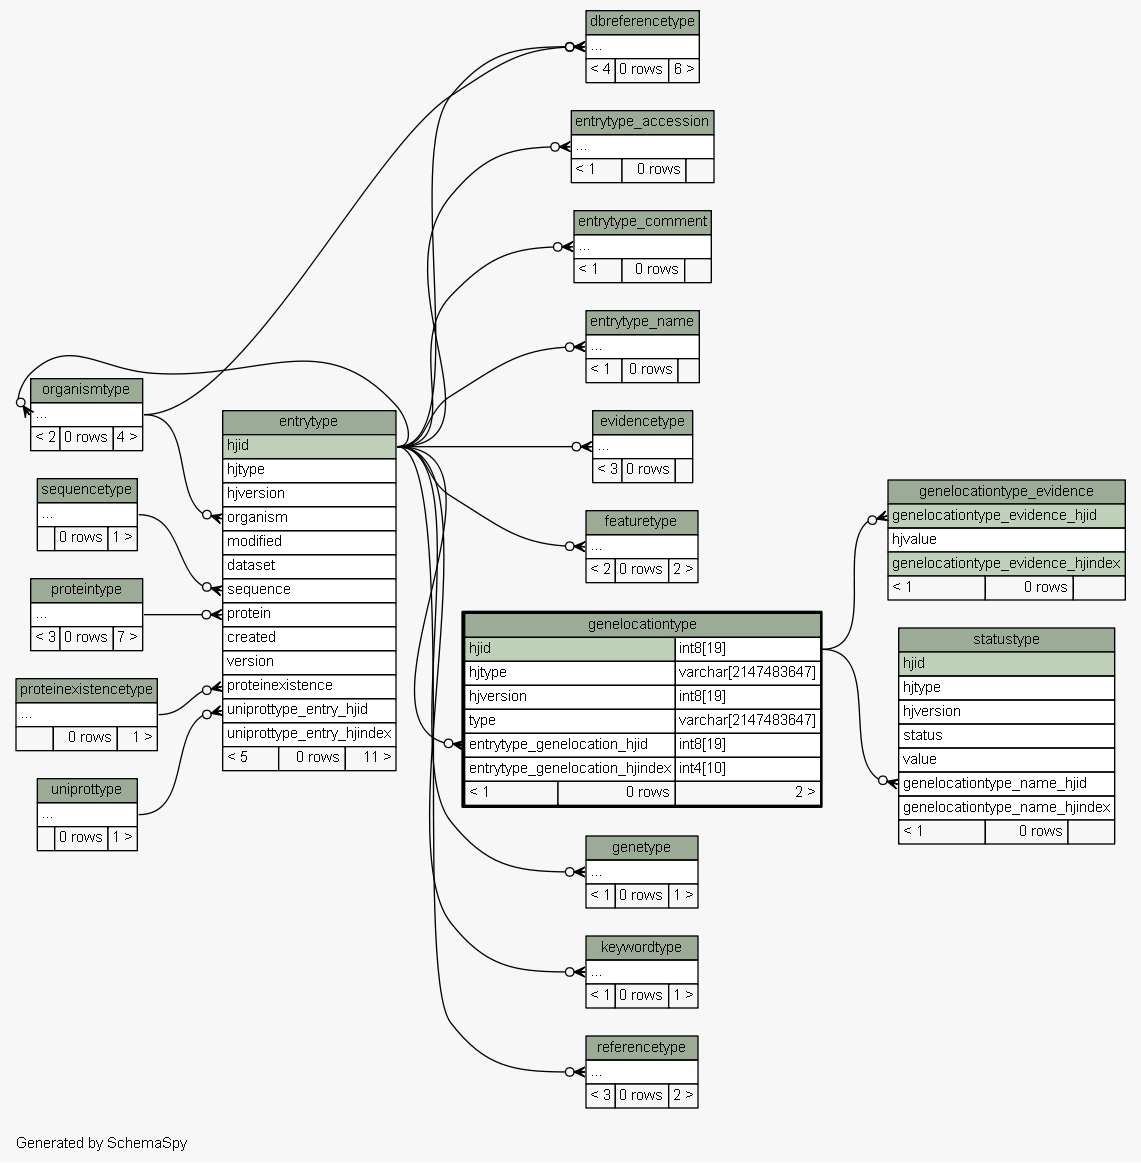 dbreferencetype
...
< 4 0 rows 6 >
entrytype_accession
...
< 1 0 rows
entrytype_comment
...
< 1 0 rows
entrytype_name
...
< 1 0 rows
organismtype
...
< 2 0 rows 4 >
sequencetype
...
0 rows 1 >
proteintype
...
< 3 0 rows 7 >
proteinexistencetype
...
0 rows 1 >
uniprottype
...
0 rows 1 >
entrytype
hjid
hjtype
hjversion
organism
modified
dataset
sequence
protein
created
version
proteinexistence
uniprottype_entry_hjid
uniprottype_entry_hjindex
< 5 0 rows 11 >
evidencetype
...
< 3 0 rows
featuretype
...
< 2 0 rows 2 >
genelocationtype
hjid int8[19]
hjtype varchar[2147483647]
hjversion int8[19]
type varchar[2147483647]
entrytype_genelocation_hjid int8[19]
entrytype_genelocation_hjindex int4[10]
< 1 0 rows 2 >
genelocationtype_evidence
genelocationtype_evidence_hjid
hjvalue
genelocationtype_evidence_hjindex
< 1 0 rows
statustype
hjid
hjtype
hjversion
status
value
genelocationtype_name_hjid
genelocationtype_name_hjindex
< 1 0 rows
genetype
...
< 1 0 rows 1 >
keywordtype
...
< 1 0 rows 1 >
referencetype
...
< 3 0 rows 2 >
Generated by SchemaSpy